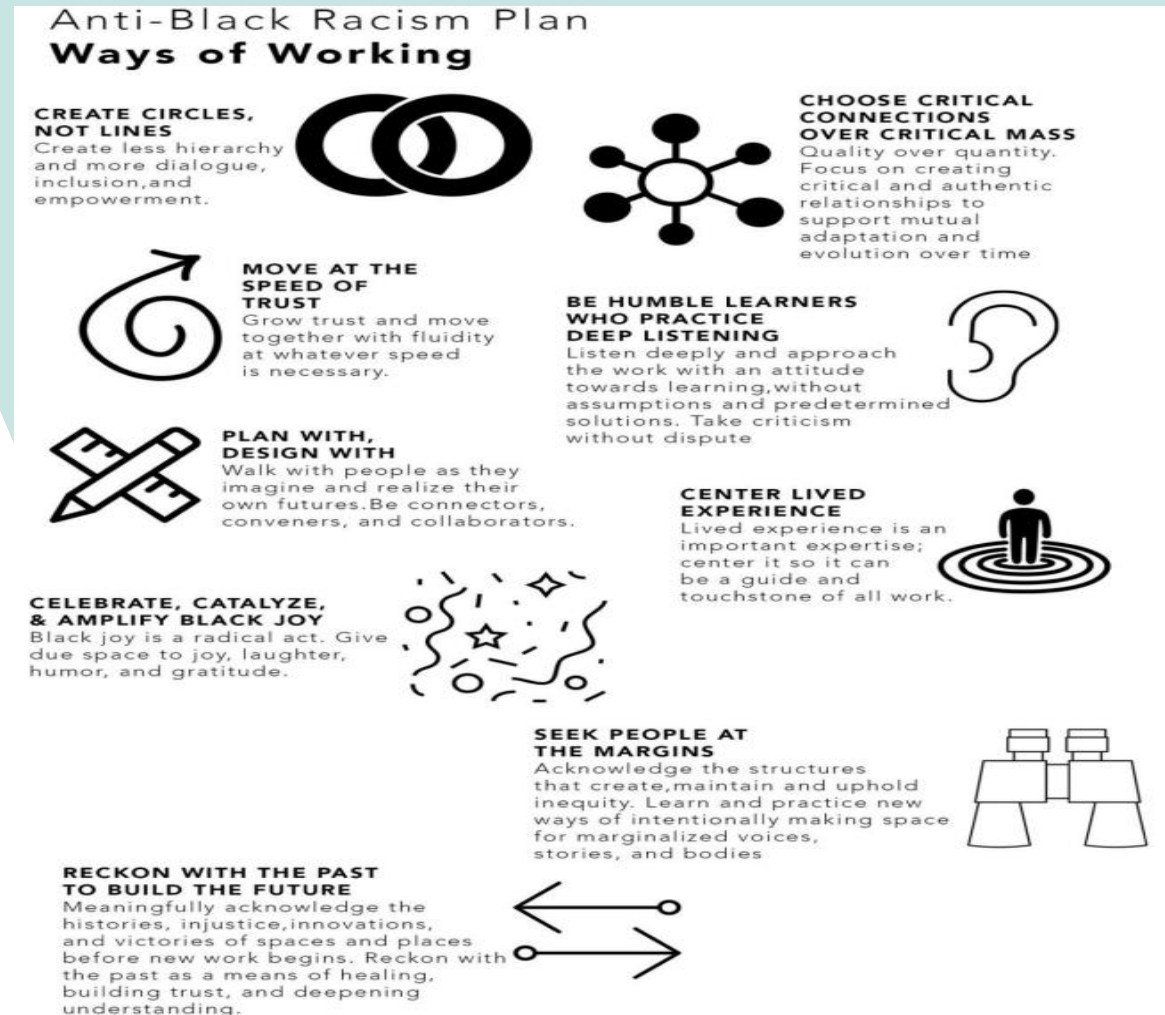 Anti-Black Racism Plan
Ways of Working
CREATE CIRCLES,
NOT LINES
Create less hierarchy
and more dialogue,
inclusion,and
empowerment.
CHOOSE CRITICAL
CONNECTIONS
OVER CRITICAL MASS
Quality over quantity.
Focus on creating
critical and authentic
relationships to
support mutual
adaptation and
evolution over time
MOVE AT THE
SPEED OF
TRUST
Grow trust and move
together with fluidity
at whatever speed
is necessary.
BE HUMBLE LEARNERS
WHO PRACTICE
DEEP LISTENING
Listen deeply and approach
the work with an attitude
towards learning,without
assumptions and predetermined
solutions. Take criticism
without dispute
PLAN WITH,
DESIGN WITH
Walk with people as they
imagine and realize their
own futures.Be connectors,
conveners, and collaborators.
CENTER LIVED
EXPERIENCE
Lived experience is an
important expertise;
center it so it can
be a guide and
touchstone of all work.
CELEBRATE, CATALYZE,
& AMPLIFY BLACK JOY
Black joy is a radical act. Give
due space to joy, laughter,
humor, and gratitude.
SEEK PEOPLE AT
THE MARGINS
Acknowledge the structures
that create,maintain and uphold
inequity. Learn and practice new
ways of intentionally making space
for marginalized voices,
stories, and bodies
RECKON WITH THE PAST
TO BUILD THE FUTURE
Meaningfully acknowledge the
histories, injustice,innovations,
and victories of spaces and places
before new work begins. Reckon with
the past as a means of healing,
building trust, and deepening
understanding.